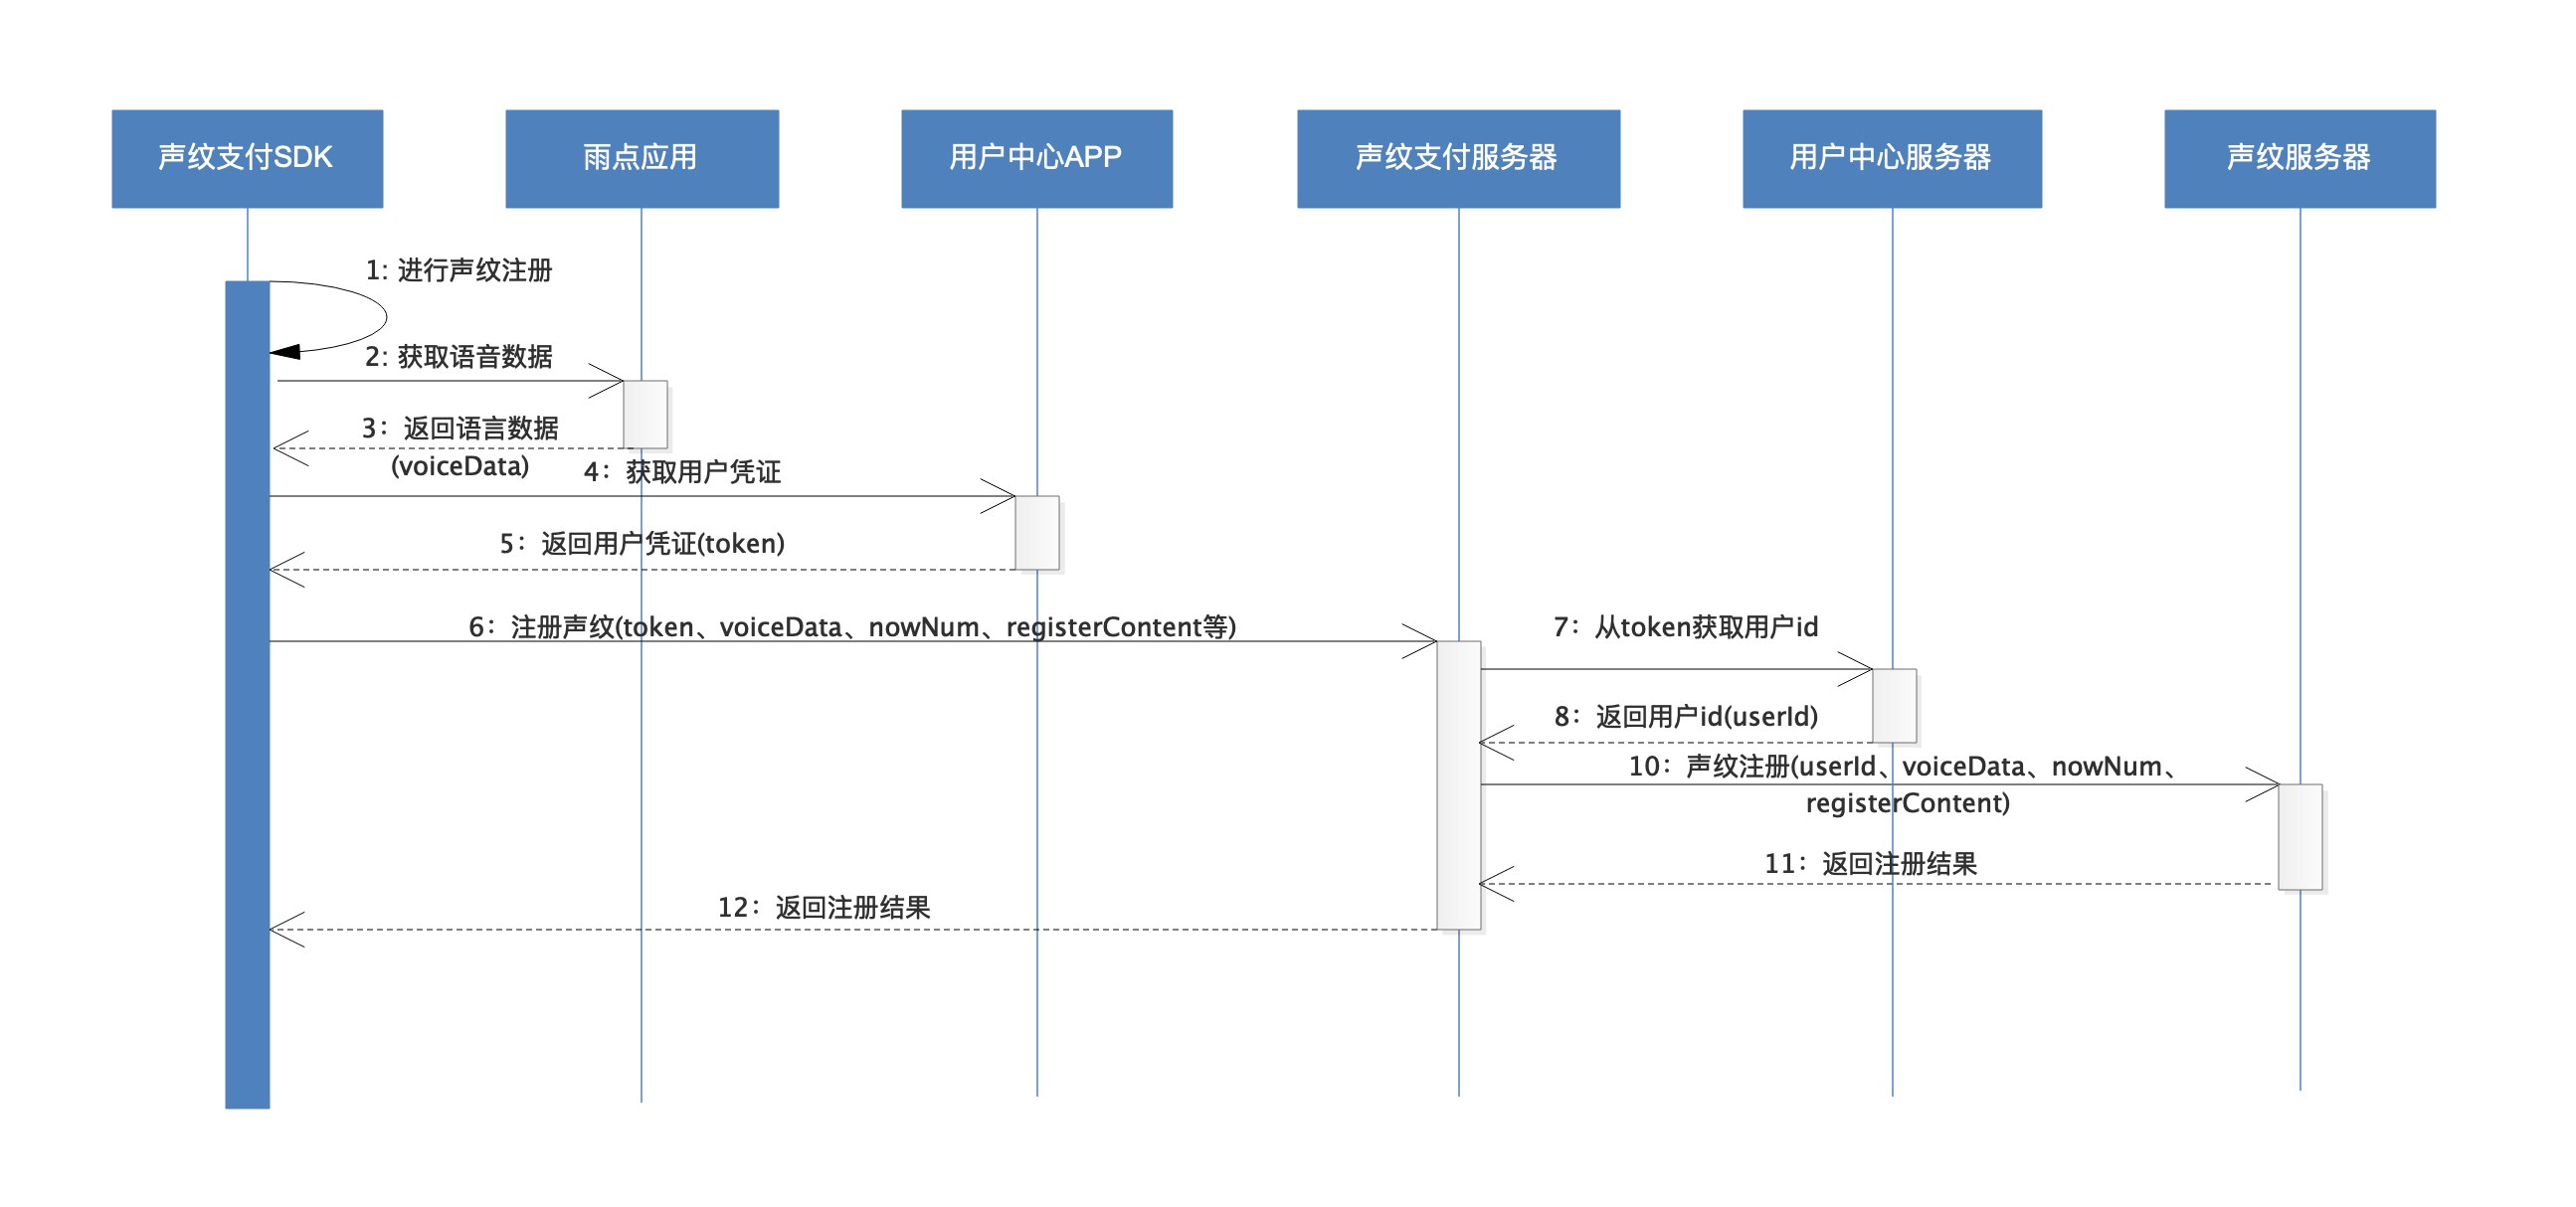 声纹支付SDK
雨点应用
用户中心APP
声纹支付服务器
用户中心服务器
声纹服务器
1: 进行声纹注册
2: 获取语音数据
3：返回语言数据
(voiceData)
4：获取用户凭证
5：返回用户凭证(token)
6：注册声纹(token、voiceData、nowNum、registerContent等)
7：从token获取用户id
8：返回用户id(userId)
10：声纹注册(userId、voiceData、nowNum、
registerContent)
11：返回注册结果
12：返回注册结果